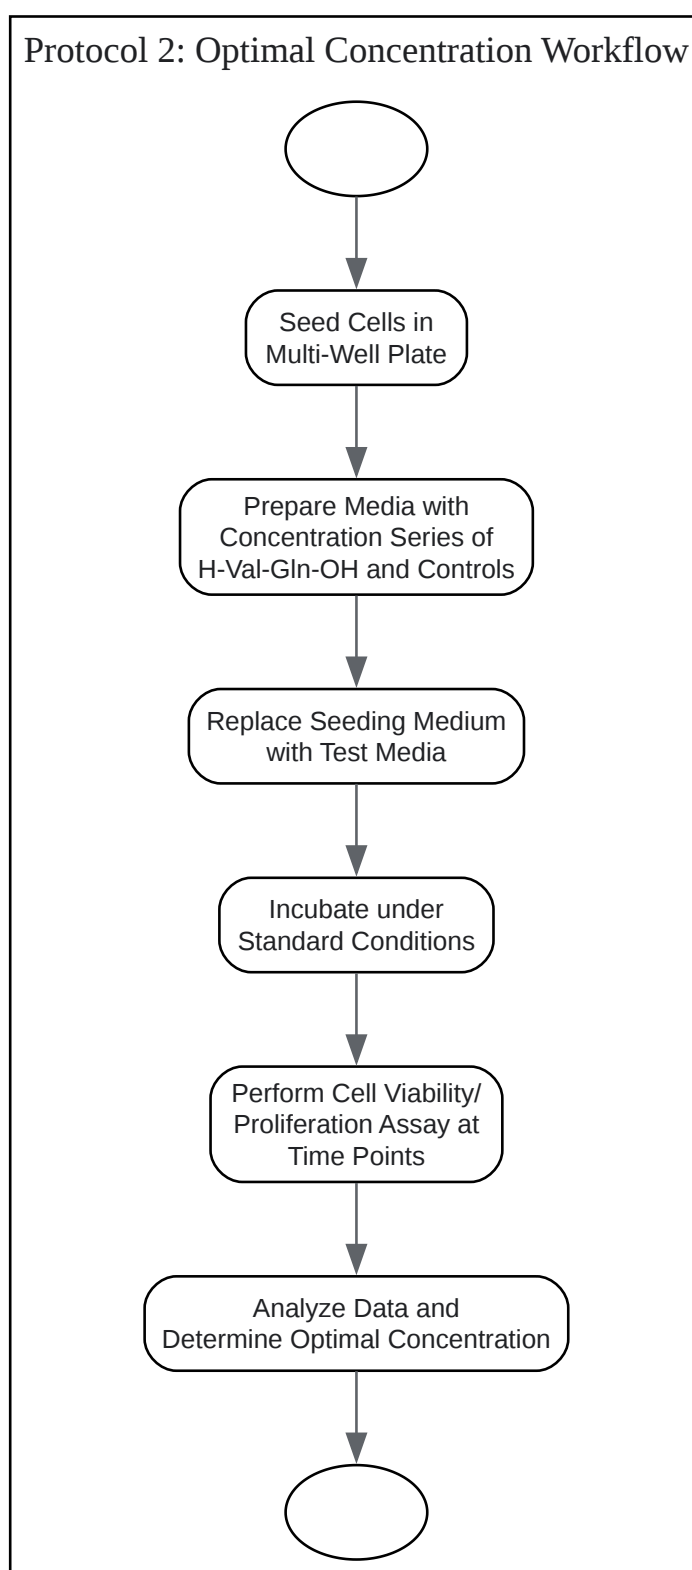 Protocol 2: Optimal Concentration Workflow
Seed Cells in
Multi-Well Plate
Prepare Media with
Concentration Series of
H-Val-Gln-OH and Controls
Replace Seeding Medium
with Test Media
Incubate under
Standard Conditions
Perform Cell Viability/
Proliferation Assay at
Time Points
Analyze Data and
Determine Optimal Concentration